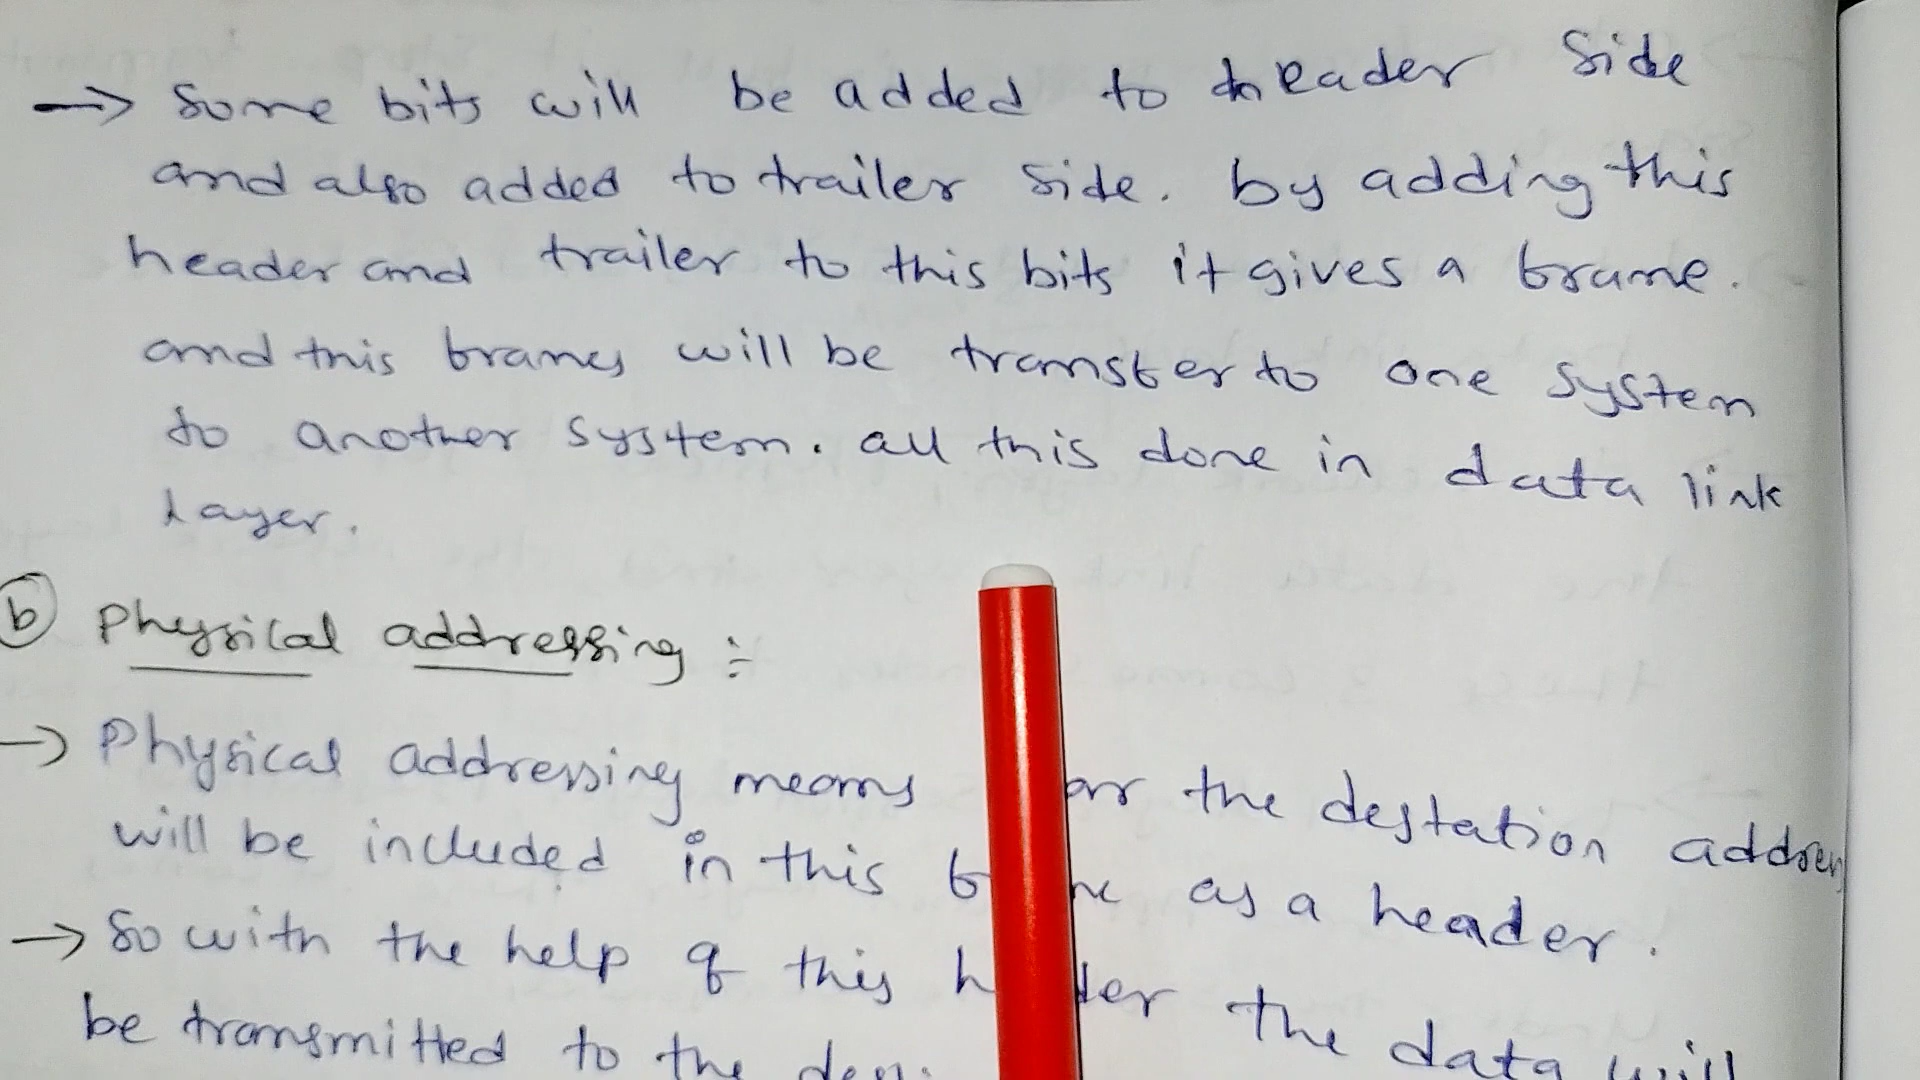 → Some bits will be added to header side
and also added to trailer side. by adding this
header and trailer to this bits it gives a frame.
and this frames will be transfer to one system
to another system. all this done in data link
Layer.
b Physical addressing :-
→ Physical addressing means the destation address
will be included in this as a header.
→ So with the help of this the data will
be transmitted to the